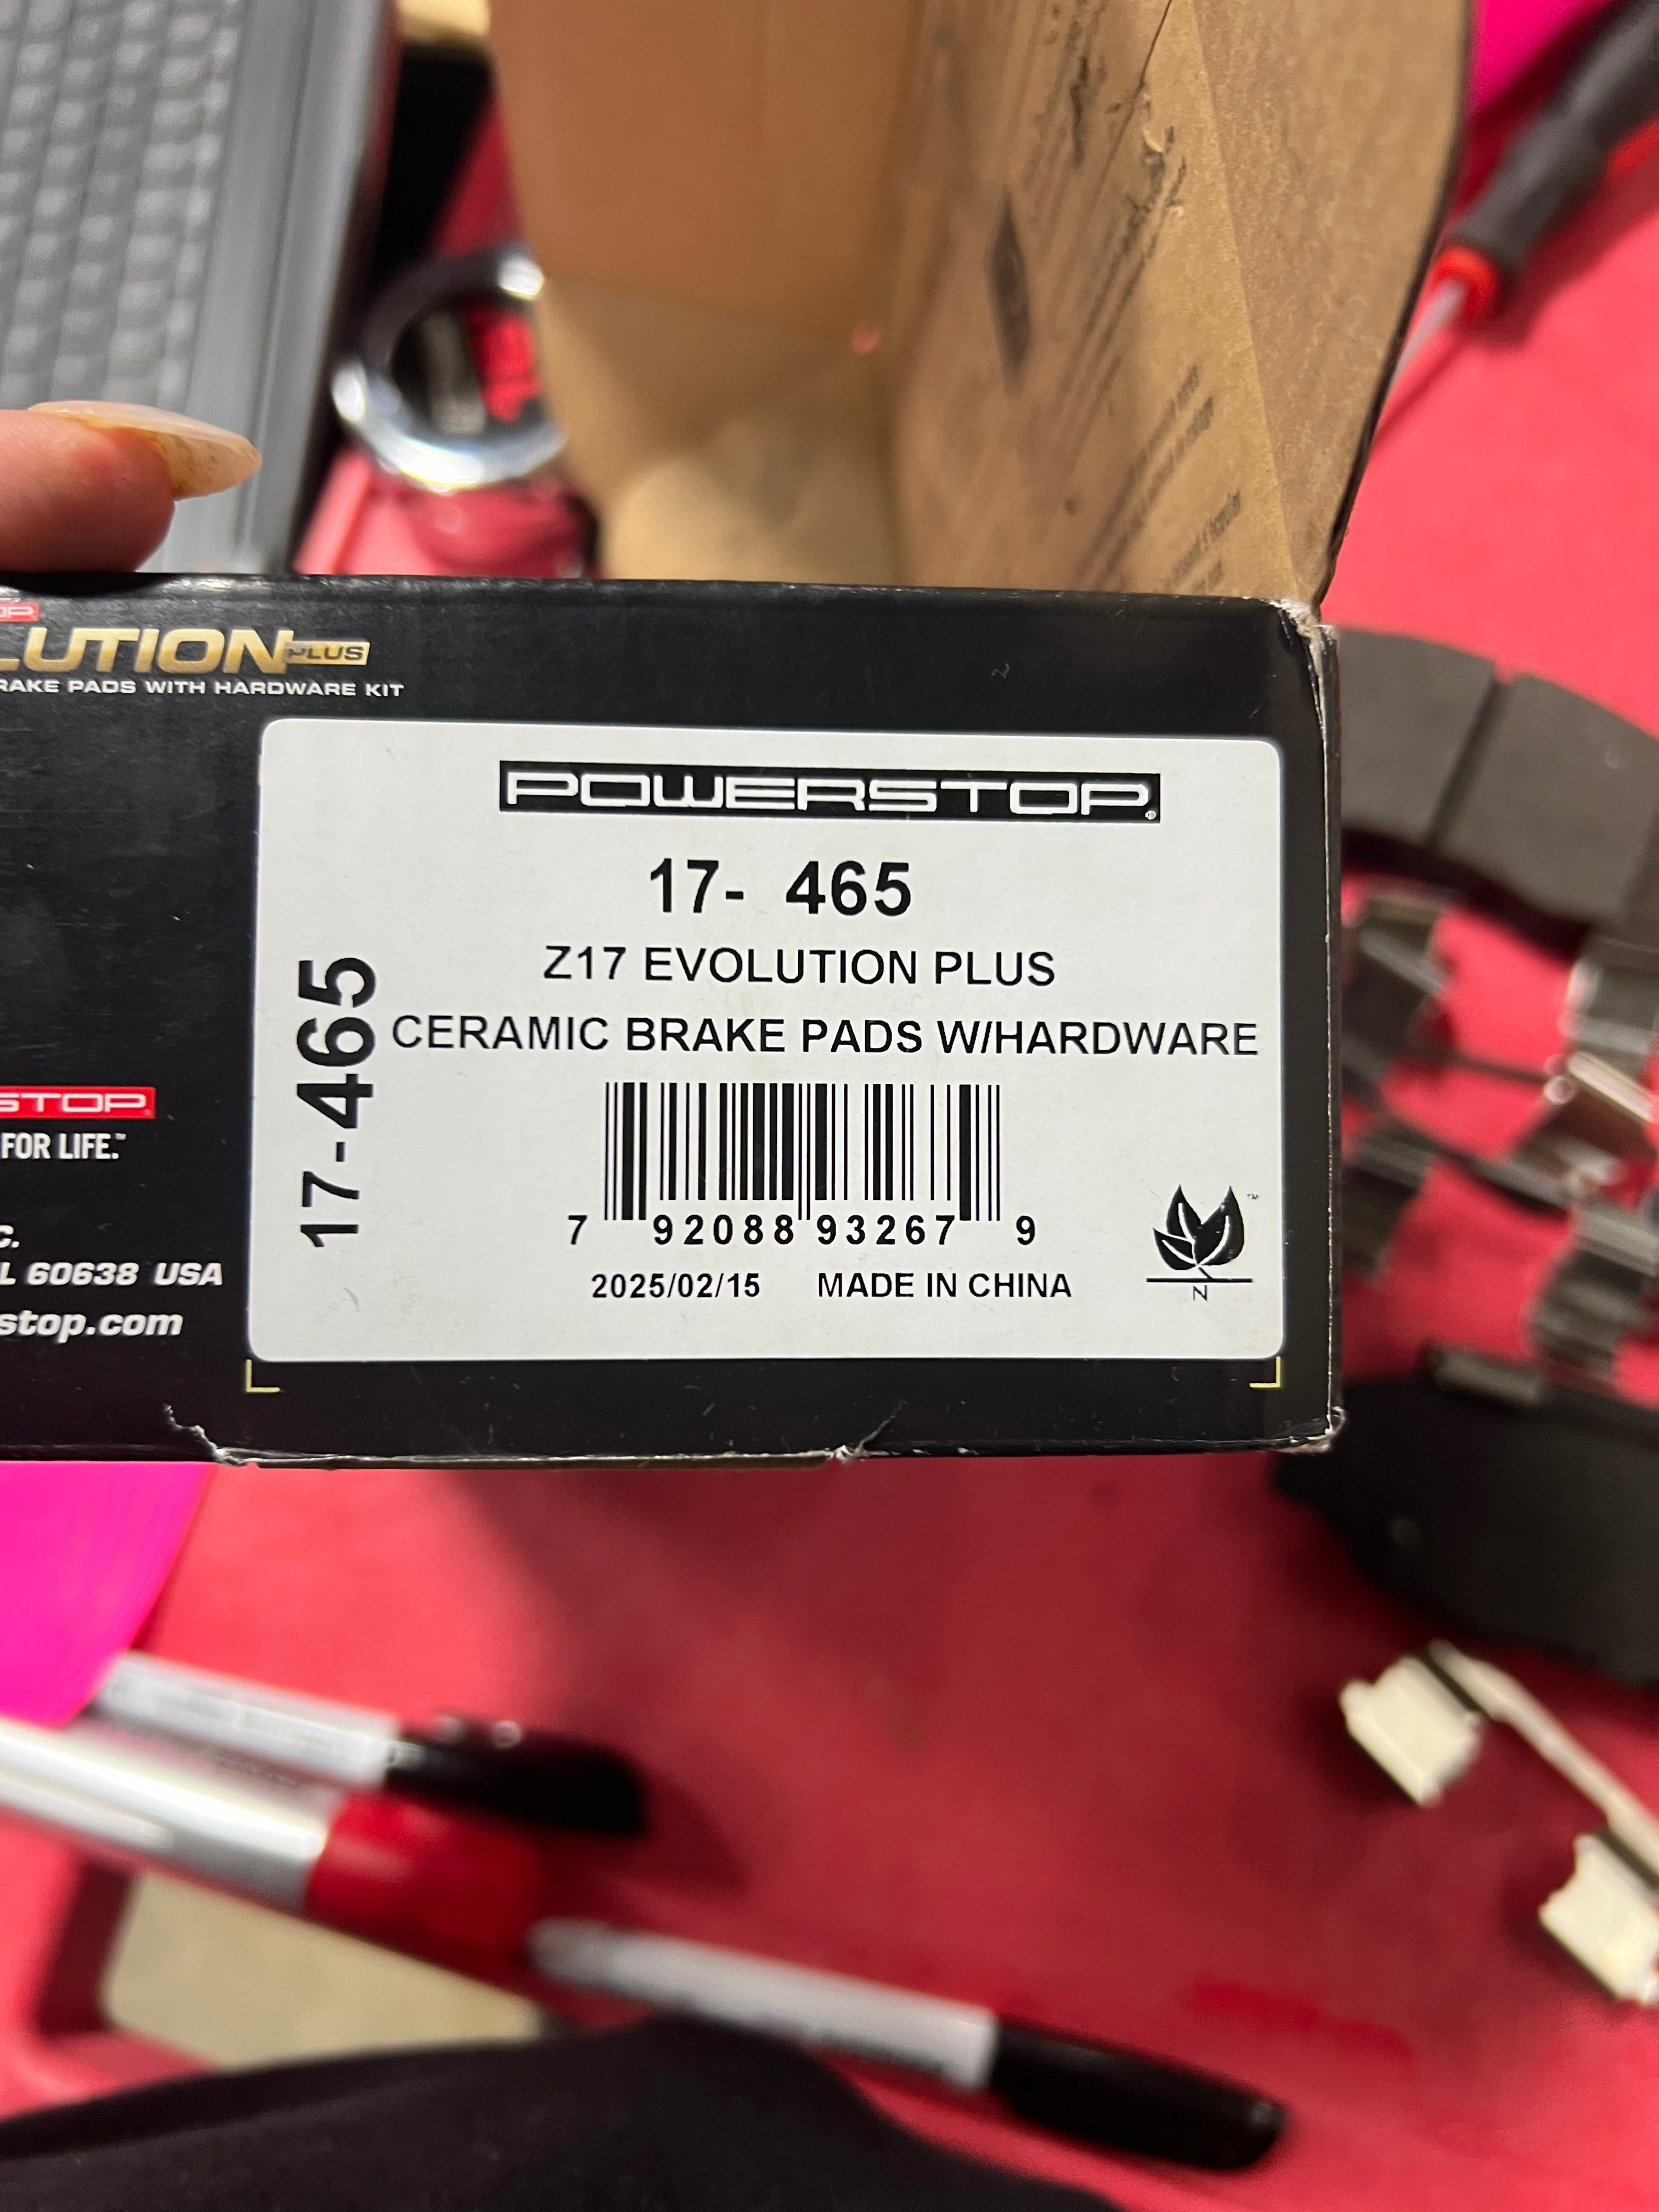 LUTION PLUS
RAKE PADS WITH HARDWARE KIT
POWERSTOP
17- 465
Z17 EVOLUTION PLUS
CERAMIC BRAKE PADS W/HARDWARE
17-465
7 92088 93267 9
2025/02/15 MADE IN CHINA
N
STOP
FOR LIFE.™
C.
L 60638 USA
stop.com